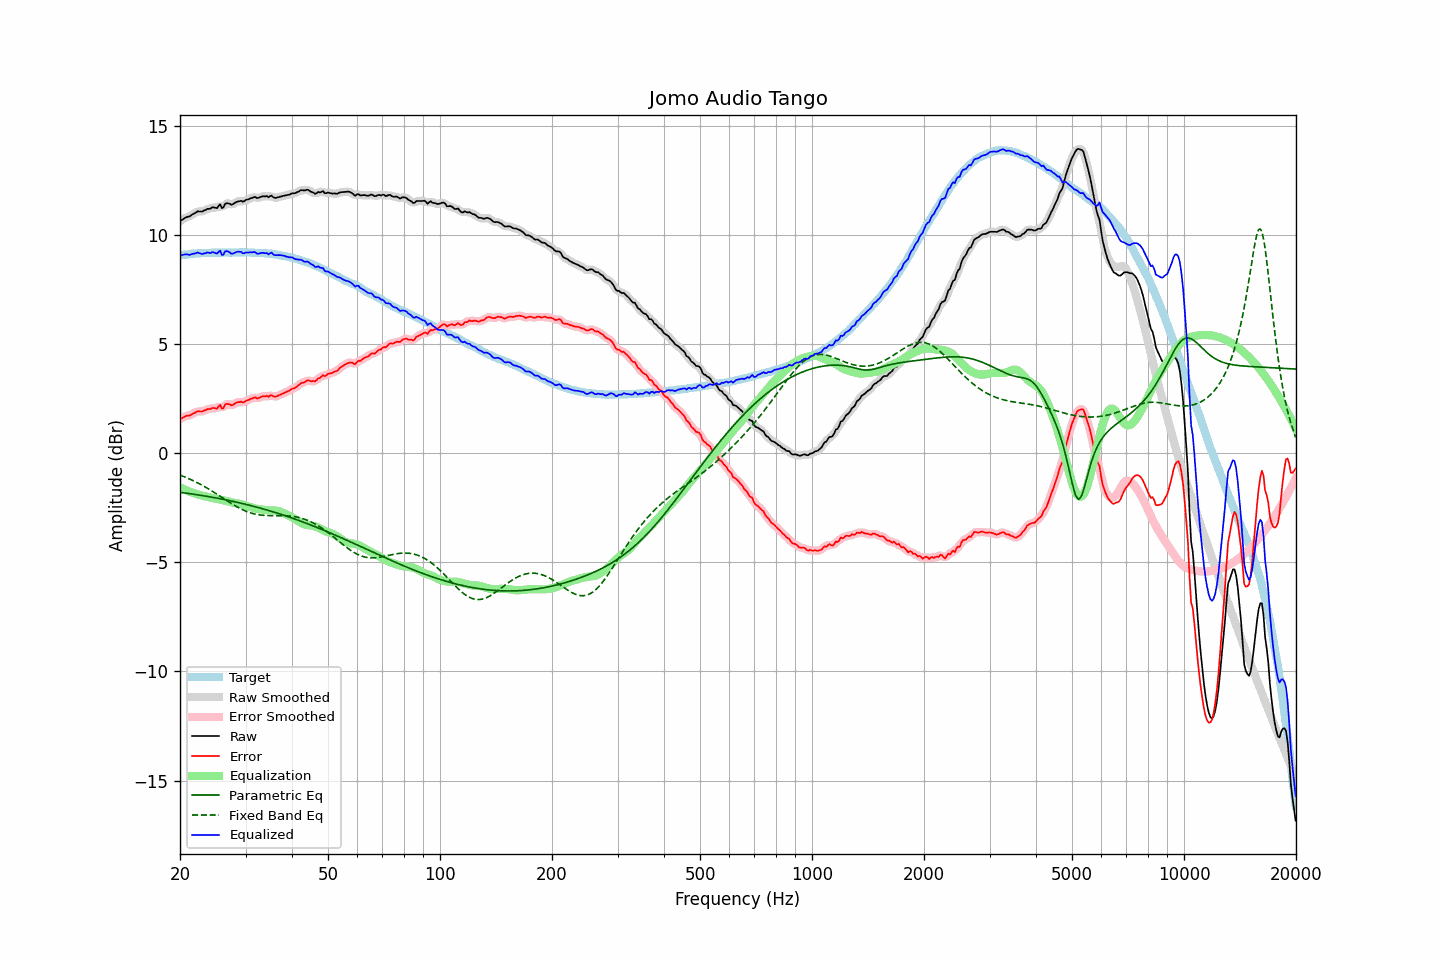 Jomo Audio Tango
15
10
5
0
−5
−10
−15
Amplitude (dBr)
Target
Raw Smoothed
Error Smoothed
Raw
Error
Equalization
Parametric Eq
Fixed Band Eq
Equalized
20 50 100 200 500 1000 2000 5000 10000 20000
Frequency (Hz)